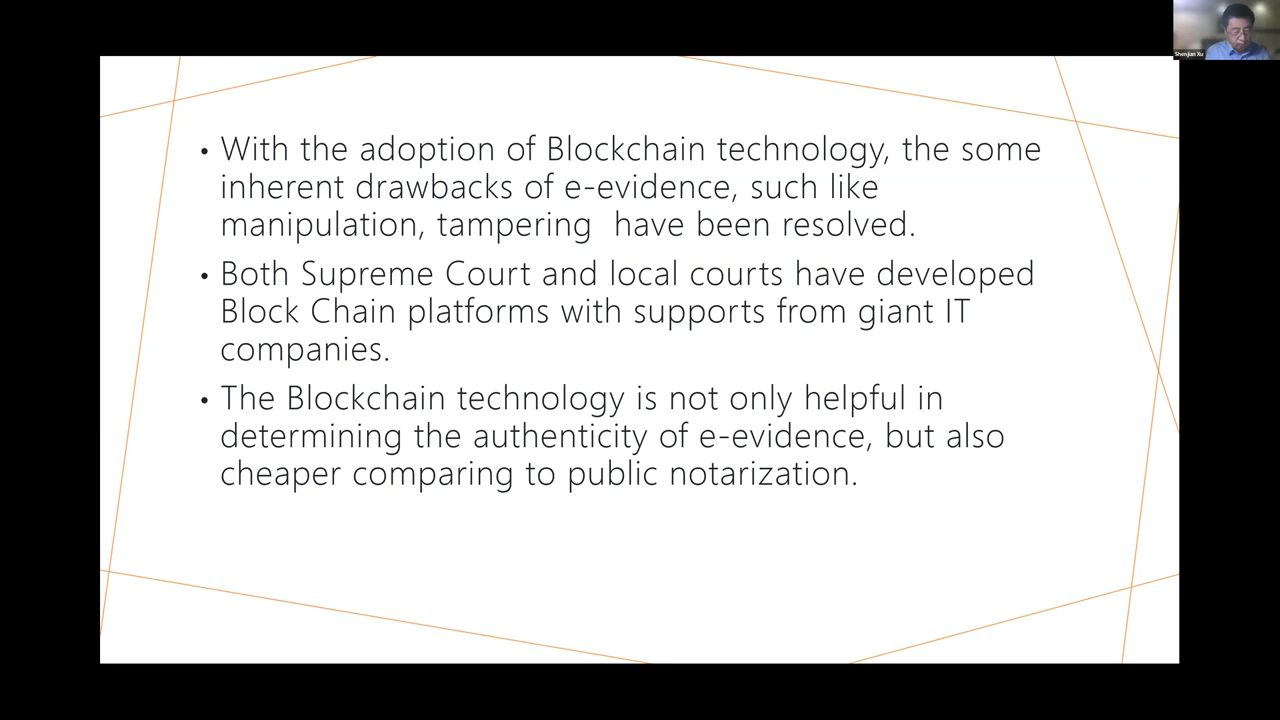 Shenjian Xu
• With the adoption of Blockchain technology, the some
inherent drawbacks of e-evidence, such like
manipulation, tampering  have been resolved.
• Both Supreme Court and local courts have developed
Block Chain platforms with supports from giant IT
companies.
• The Blockchain technology is not only helpful in
determining the authenticity of e-evidence, but also
cheaper comparing to public notarization.